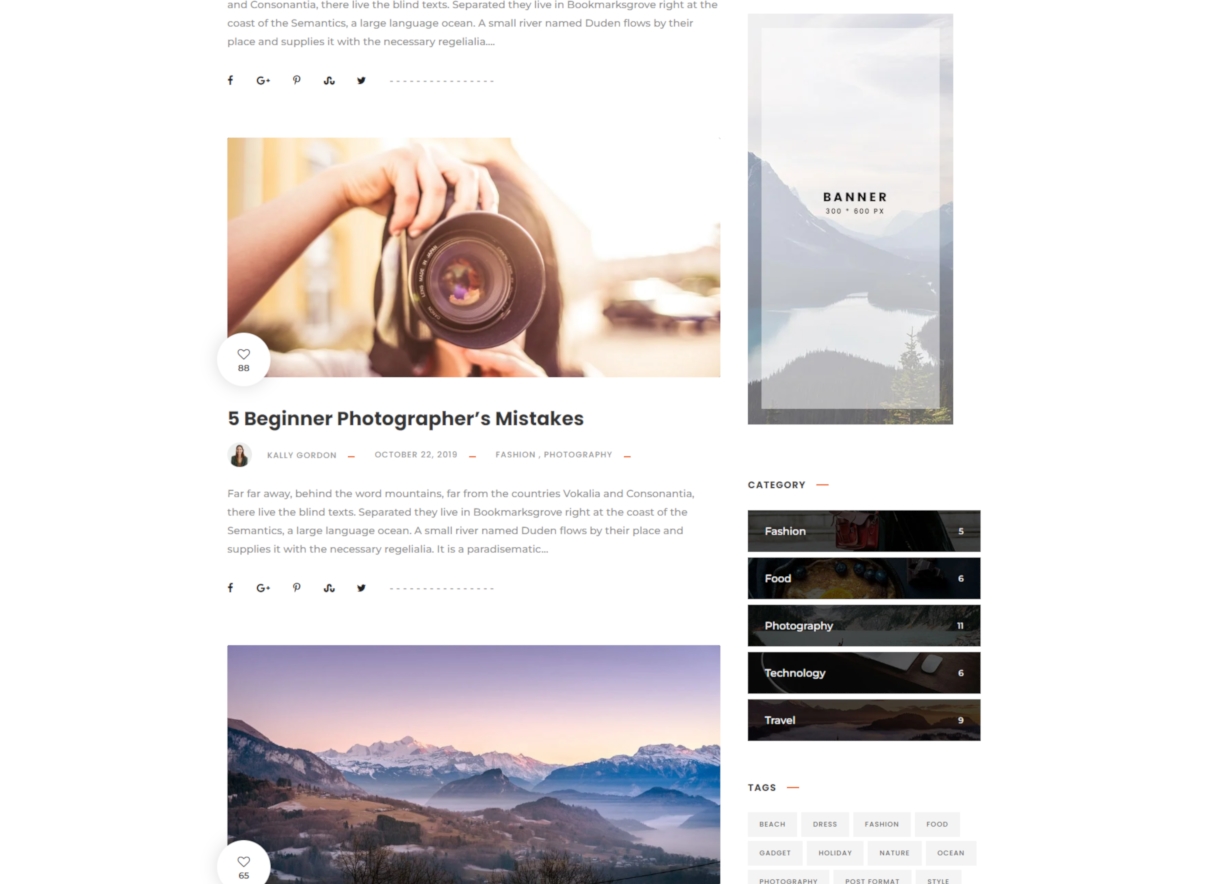 and Consonantia, there live the blind texts. Separated they live in Bookmarksgrove right at the
coast of the Semantics, a large language ocean. A small river named Duden flows by their
place and supplies it with the necessary regelialia....
88
5 Beginner Photographer’s Mistakes
KALLY GORDON
OCTOBER 22, 2019
FASHION , PHOTOGRAPHY
Far far away, behind the word mountains, far from the countries Vokalia and Consonantia,
there live the blind texts. Separated they live in Bookmarksgrove right at the coast of the
Semantics, a large language ocean. A small river named Duden flows by their place and
supplies it with the necessary regelialia. It is a paradisematic...
65
BANNER
300 * 600 PX
CATEGORY
Fashion 5
Food 6
Photography 11
Technology 6
Travel 9
TAGS
BEACH DRESS FASHION FOOD
GADGET HOLIDAY NATURE OCEAN
PHOTOGRAPHY POST FORMAT STYLE